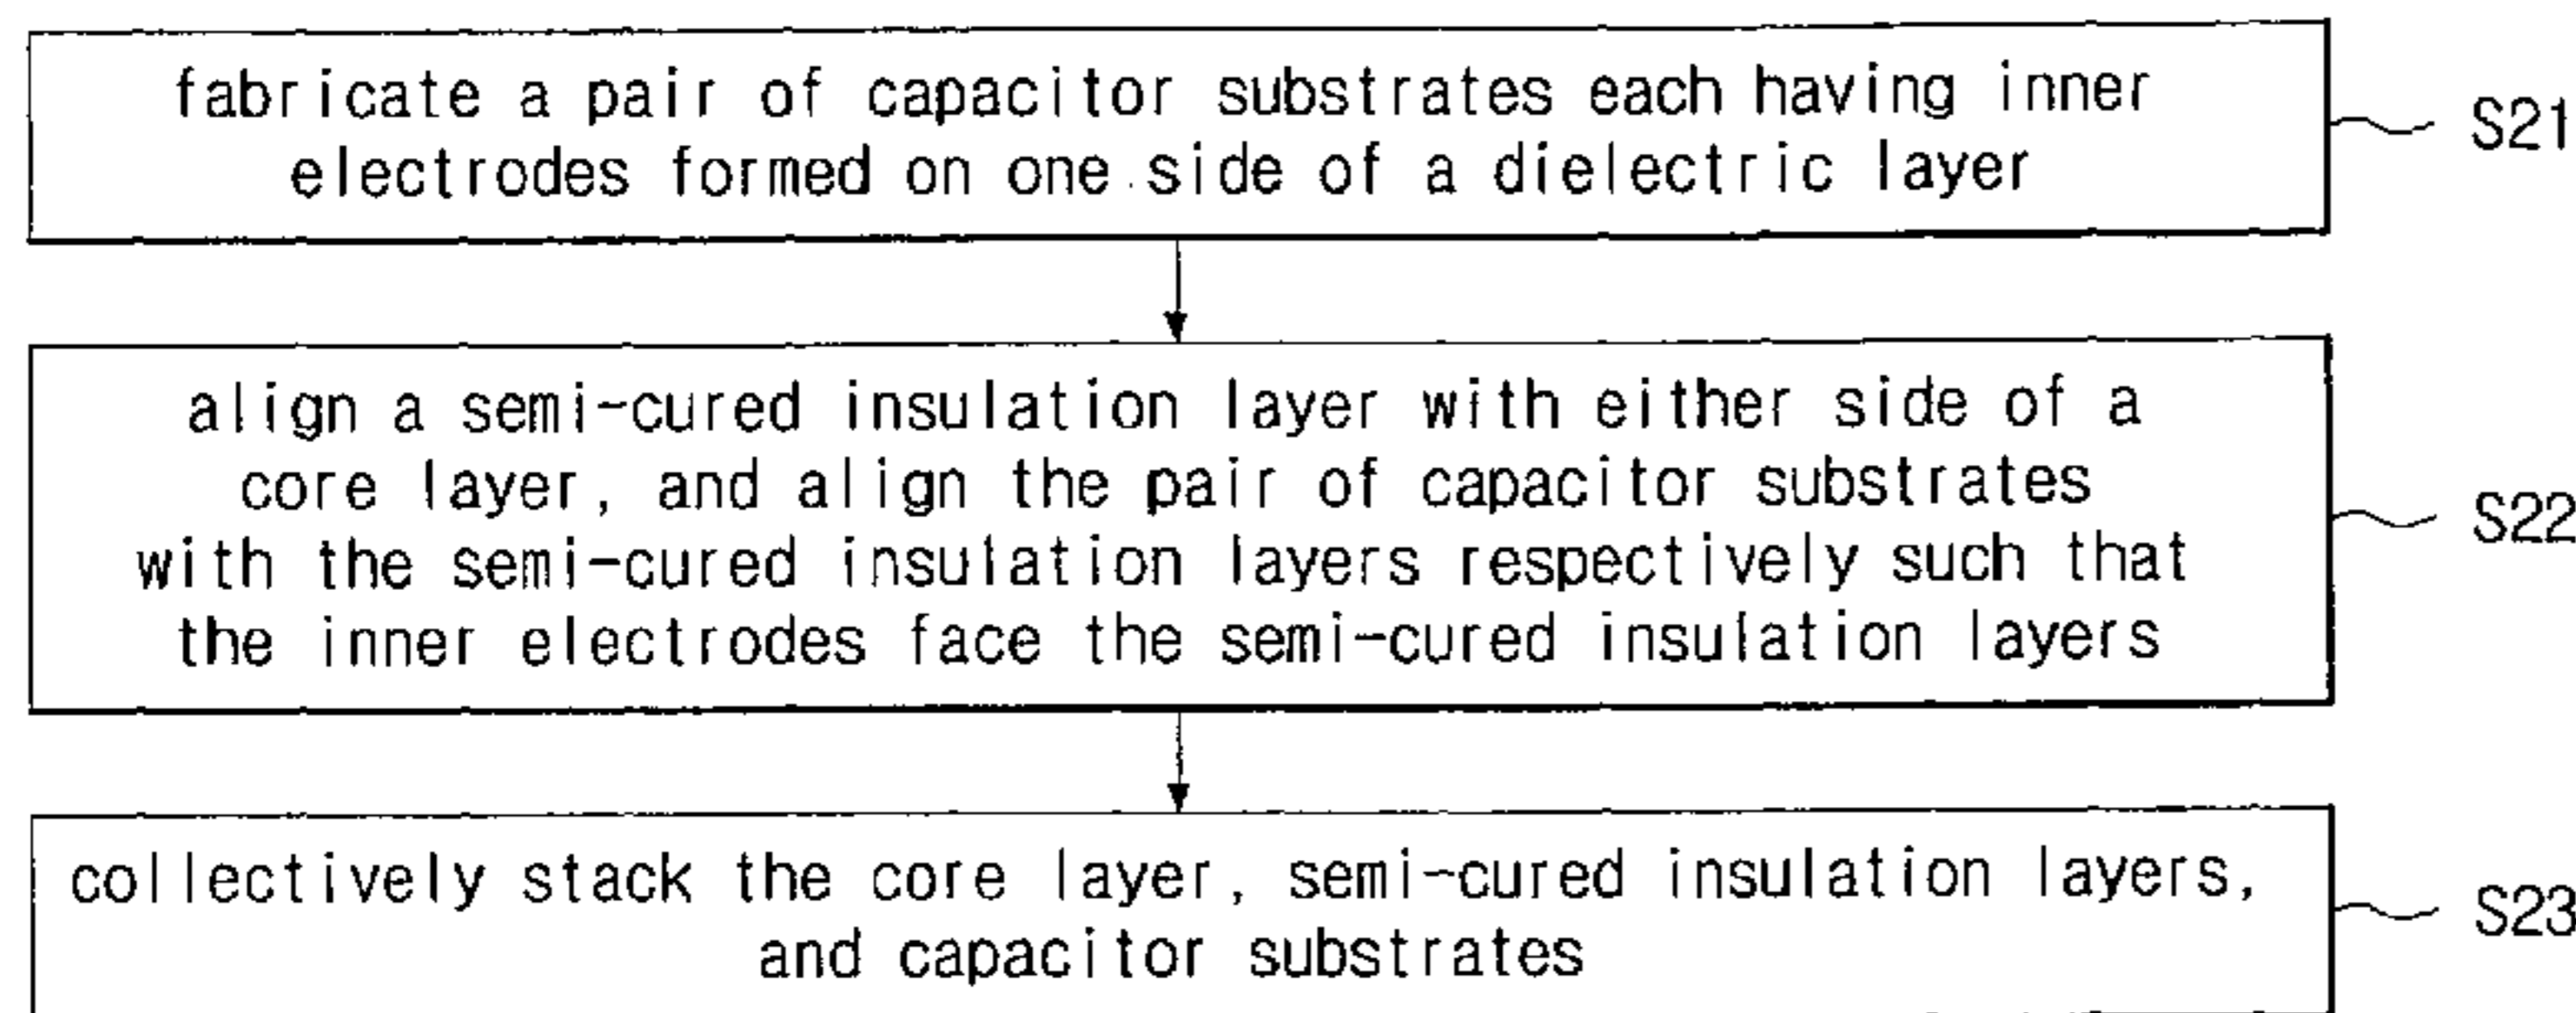 fabricate a pair of capacitor substrates each having inner
electrodes formed on one side of a dielectric layer
S21
align a semi-cured insulation layer with either side of a
core layer, and align the pair of capacitor substrates
with the semi-cured insulation layers respectively such that
the inner electrodes face the semi-cured insulation layers
S22
collectively stack the core layer, semi-cured insulation layers,
and capacitor substrates
S23